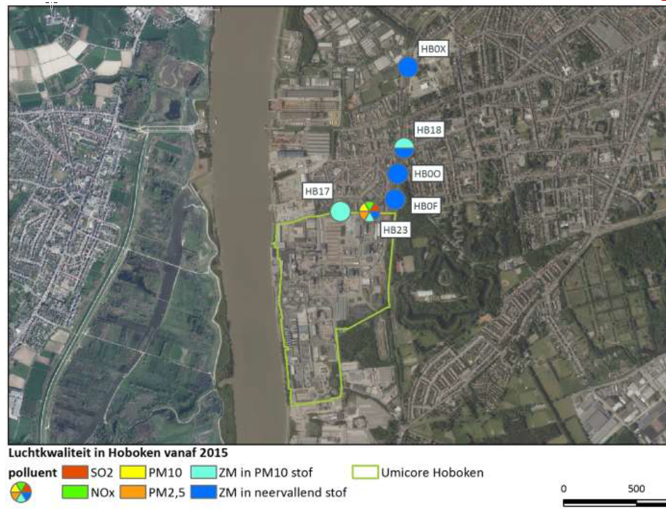 HB0X
HB18
HB0O
HB17
HB0F
HB23
Luchtkwaliteit in Hoboken vanaf 2015
polluent SO2 PM10 ZM in PM10 stof Umicore Hoboken
NOx PM2,5 ZM in neervallend stof
0 500